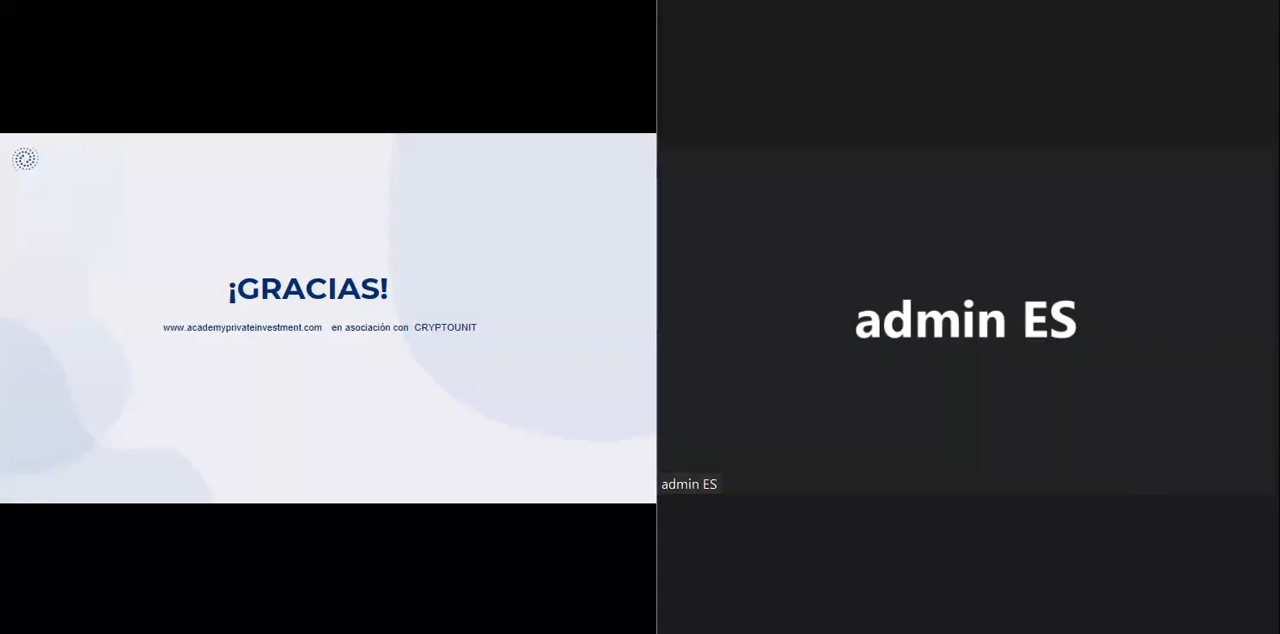 ¡GRACIAS!
www.academyprivateinvestment.com en asociación con CRYPTOUNIT
admin ES
admin ES